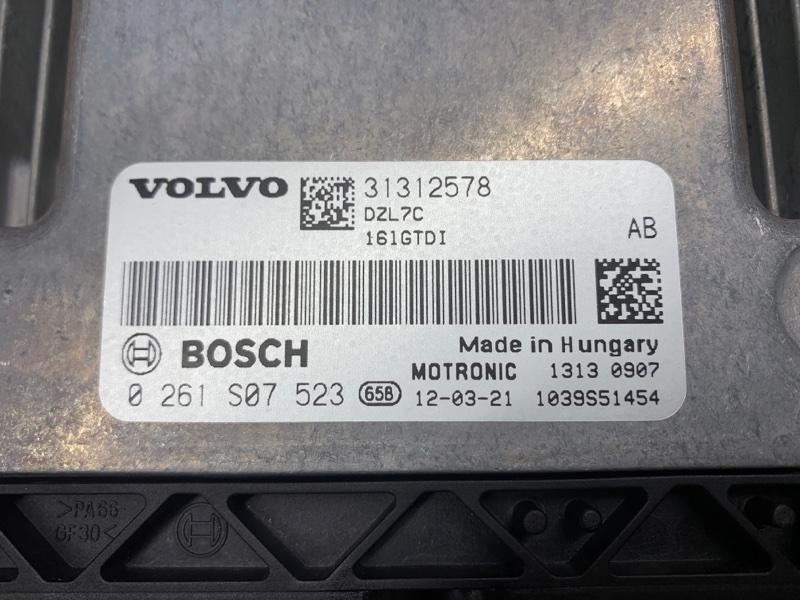 VOLVO 31312578
DZL7C
161GTDI
AB
BOSCH Made in Hungary
MOTRONIC 1313 0907
0 261 S07 523 65B 12-03-21 1039S51454
>PA66-
GF30<